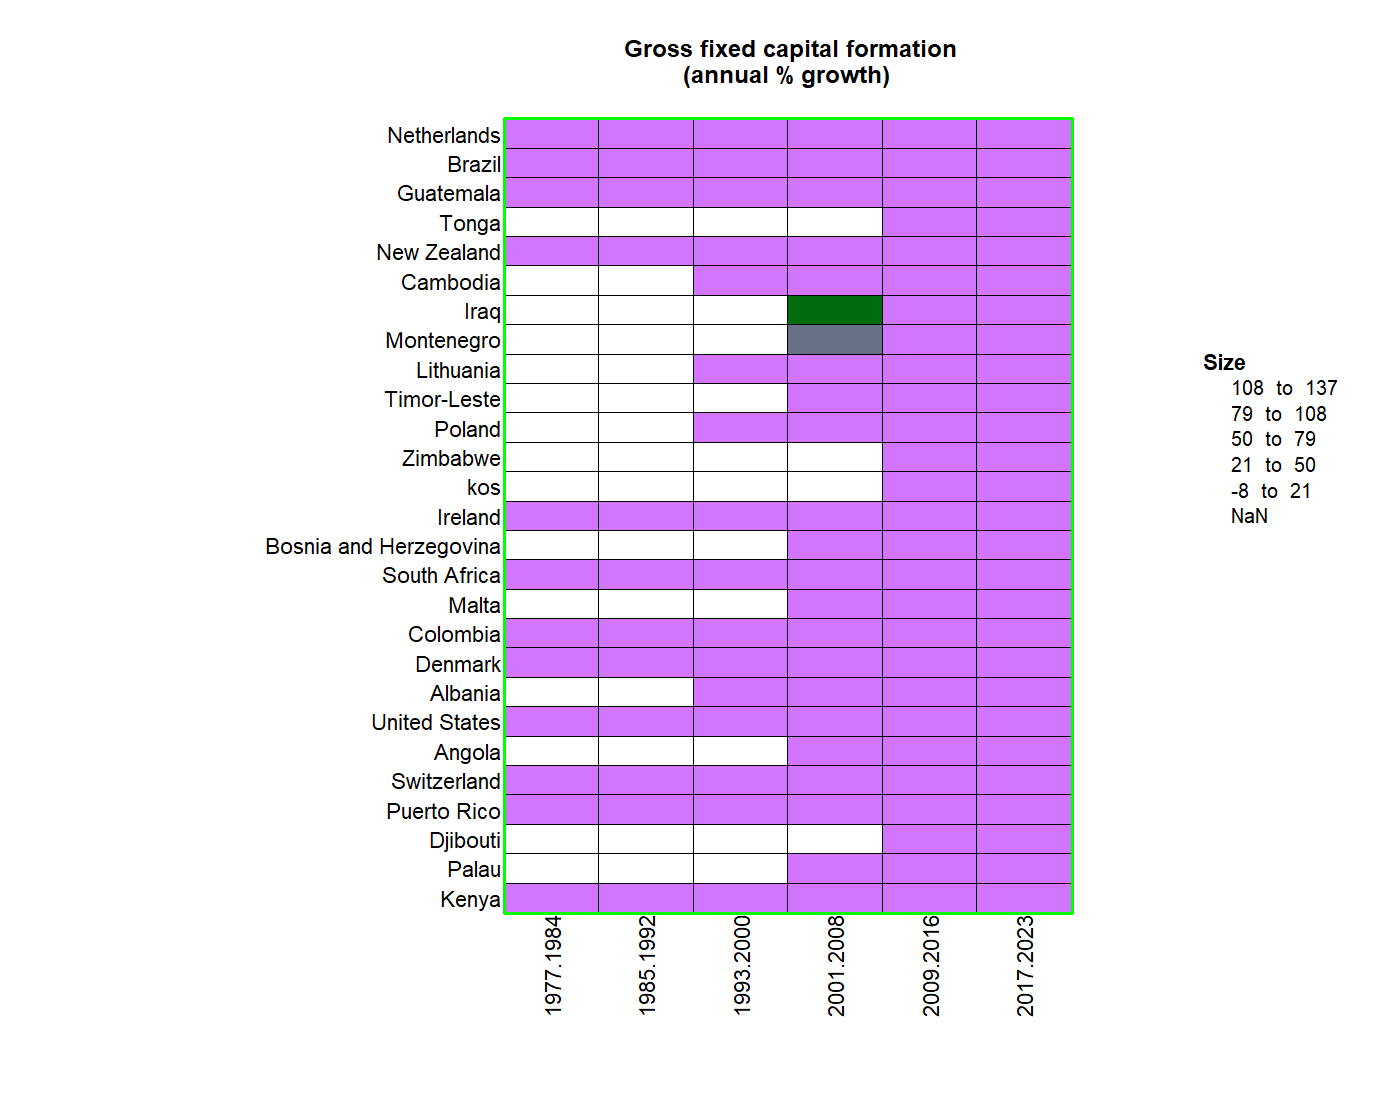 Gross fixed capital formation
(annual % growth)
Netherlands
Brazil
Guatemala
Tonga
New Zealand
Cambodia
Iraq
Montenegro
Lithuania
Timor-Leste
Poland
Zimbabwe
kos
Ireland
Bosnia and Herzegovina
South Africa
Malta
Colombia
Denmark
Albania
United States
Angola
Switzerland
Puerto Rico
Djibouti
Palau
Kenya
1977.1984
1985.1992
1993.2000
2001.2008
2009.2016
2017.2023
Size
108 to 137
79 to 108
50 to 79
21 to 50
-8 to 21
NaN